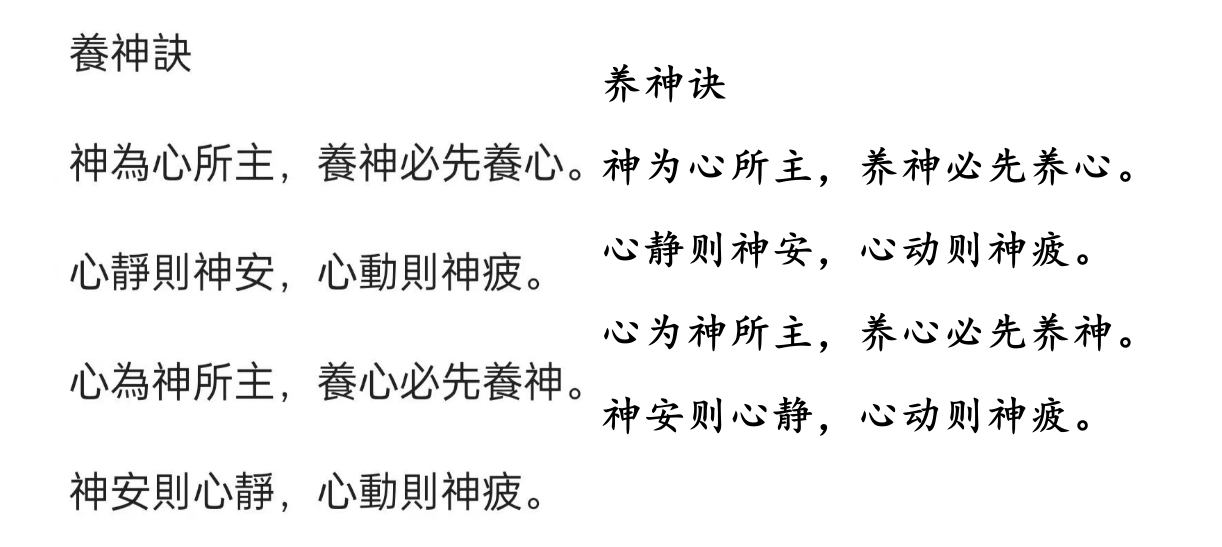 養神訣
神為心所主，養神必先養心。
心靜則神安，心動則神疲。
心為神所主，養心必先養神。
神安則心靜，心動則神疲。
养神诀
神为心所主，养神必先养心。
心静则神安，心动则神疲。
心为神所主，养心必先养神。
神安则心静，心动则神疲。